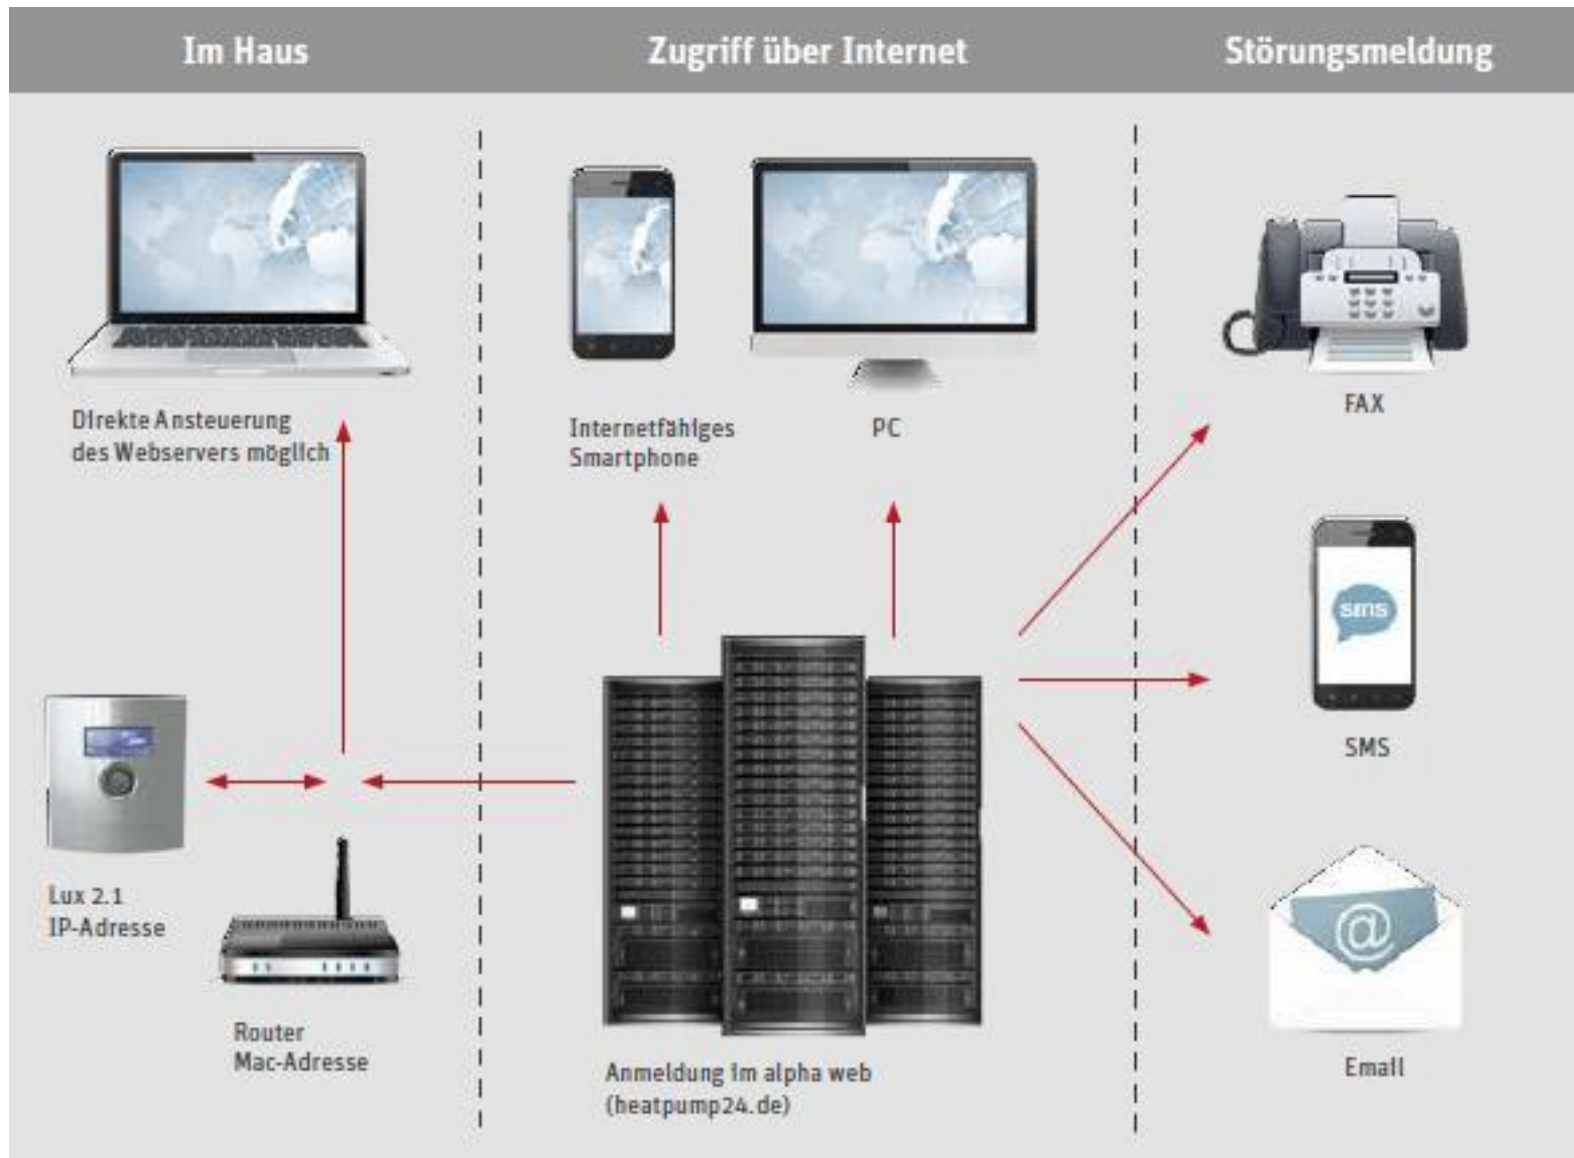 Im Haus
Zugriff über Internet
Störungsmeldung
Direkte Ansteuerung
des Webservers möglich
Internetfähiges
Smartphone
PC
FAX
sms
SMS
Lux 2.1
IP-Adresse
Router
Mac-Adresse
Anmeldung im alpha web
(heatpump24.de)
@
Email